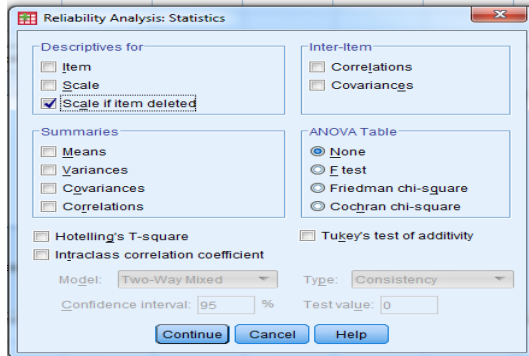 Reliability Analysis: Statistics
Descriptives for
Item
Scale
Scale if item deleted
Inter-Item
Correlations
Covariances
Summaries
Means
Variances
Covariances
Correlations
ANOVA Table
None
F test
Friedman chi-square
Cochran chi-square
Hotelling's T-square
Tukey's test of additivity
Intraclass correlation coefficient
Model: Two-Way Mixed Type: Consistency
Confidence interval: 95 % Test value: 0
Continue Cancel Help